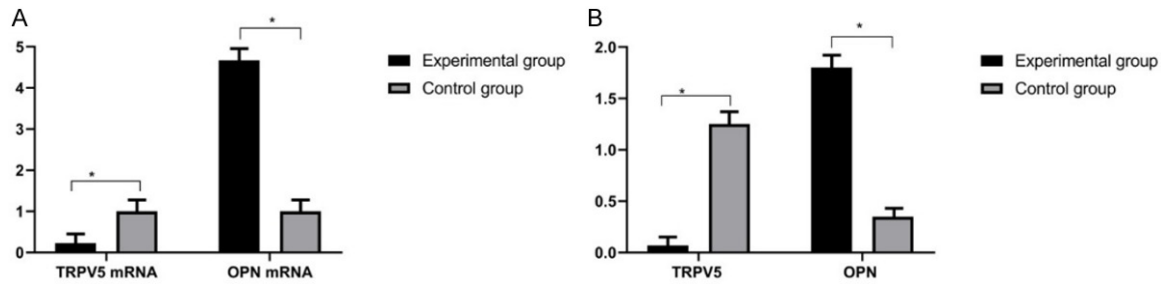 A
*
*
5
4
3
2
1
0
TRPV5 mRNA
OPN mRNA
Experimental group
Control group
B
*
*
2.0
1.5
1.0
0.5
0.0
TRPV5
OPN
Experimental group
Control group